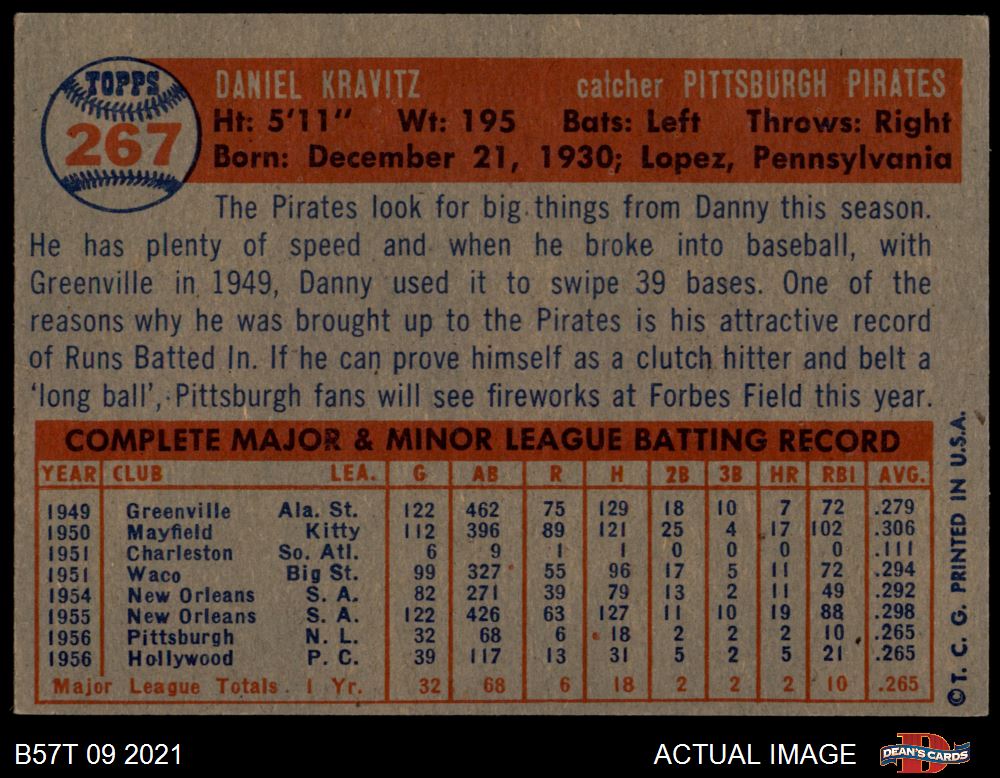 TOPPS
267
DANIEL KRAVITZ catcher PITTSBURGH PIRATES
Ht: 5'11" Wt: 195 Bats: Left Throws: Right
Born: December 21, 1930; Lopez, Pennsylvania
The Pirates look for big things from Danny this season.
He has plenty of speed and when he broke into baseball, with
Greenville in 1949, Danny used it to swipe 39 bases. One of the
reasons why he was brought up to the Pirates is his attractive record
of Runs Batted In. If he can prove himself as a clutch hitter and belt a
'long ball', Pittsburgh fans will see fireworks at Forbes Field this year.
COMPLETE MAJOR & MINOR LEAGUE BATTING RECORD
YEAR CLUB LEA. G AB R H 2B 3B HR RBI AVG.
1949 Greenville Ala. St. 122 462 75 129 18 10 7 72 .279
1950 Mayfield Kitty 112 396 89 121 25 4 17 102 .306
1951 Charleston So. Atl. 6 9 1 1 0 0 0 0 .111
1951 Waco Big St. 99 327 55 96 17 5 11 72 .294
1954 New Orleans S. A. 82 271 39 79 13 2 11 49 .292
1955 New Orleans S. A. 122 426 63 127 11 10 19 88 .298
1956 Pittsburgh N. L. 32 68 6 18 2 2 2 10 .265
1956 Hollywood P. C. 39 117 13 31 5 2 5 21 .265
Major League Totals 1 Yr. 32 68 6 18 2 2 2 10 .265
© T. C. G. PRINTED IN U.S.A.
B57T 09 2021 ACTUAL IMAGE DEAN'S CARDS